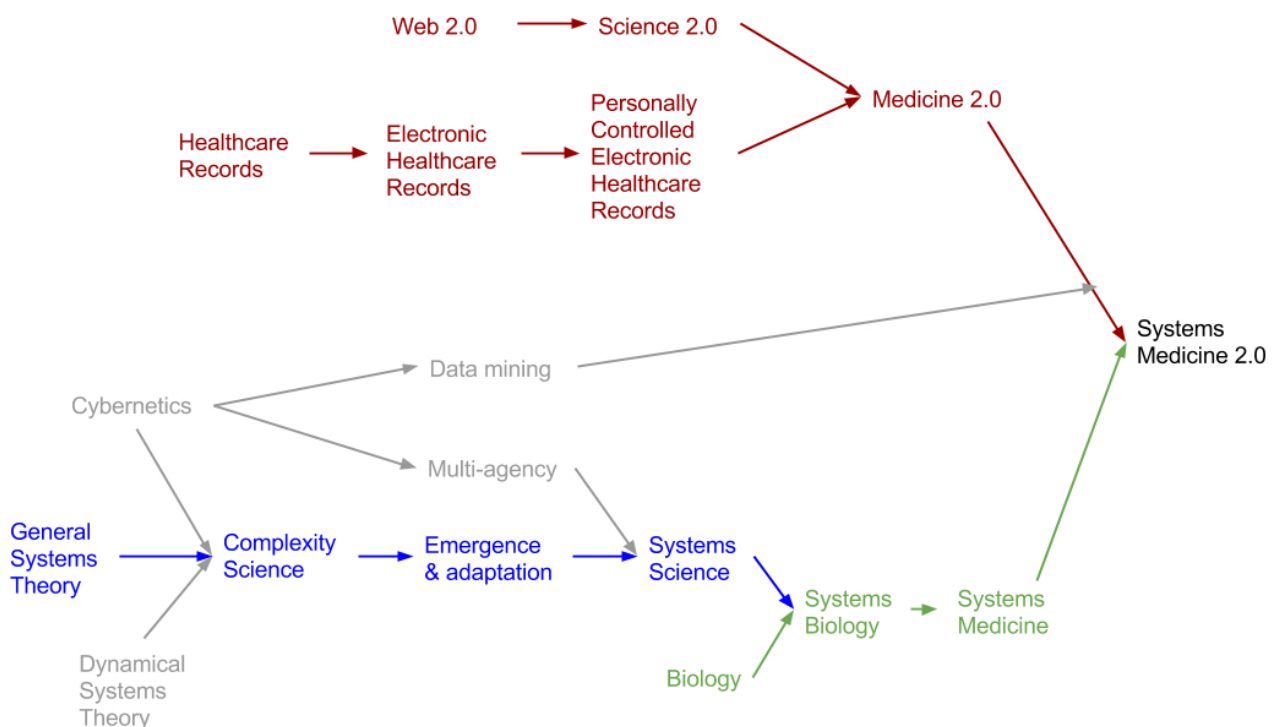 Web 2.0
Science 2.0
Medicine 2.0
Healthcare
Records
Electronic
Healthcare
Records
Personally
Controlled
Electronic
Healthcare
Records
Systems
Medicine 2.0
Data mining
Cybernetics
Multi-agency
General
Systems
Theory
Complexity
Science
Emergence
& adaptation
Systems
Science
Systems
Biology
Systems
Medicine
Biology
Dynamical
Systems
Theory